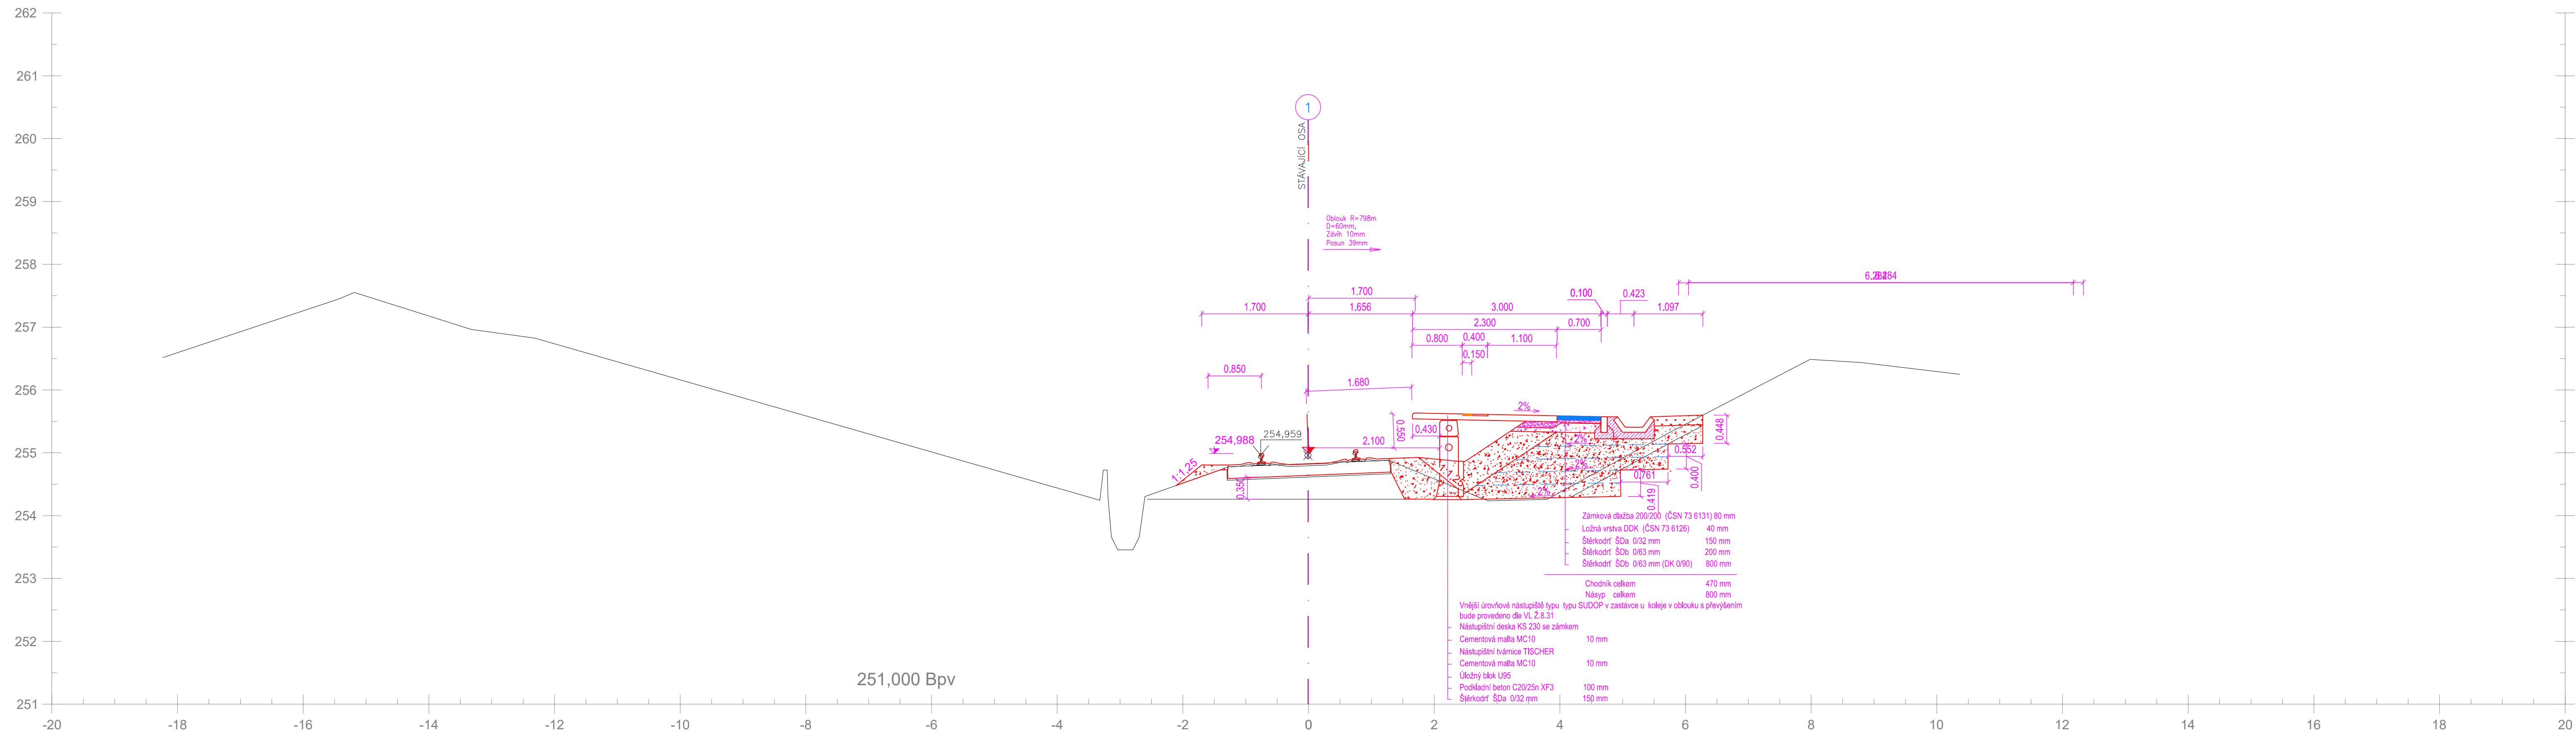 262
261
260
259
258
257
256
255
254
253
252
251
-20
-18
-16
-14
-12
-10
-8
-6
-4
-2
0
2
4
6
8
10
12
14
16
18
20
251,000 Bpv
1
STÁVAJÍCÍ OSA
Oblouk R=798m
D=60mm,
Zdvih 10mm
Posun 39mm
1.700
1.700
1.656
3.000
0.100
0.423
1.097
2.300
0.700
0.800
0.400
1.100
0.150
0.850
1.680
2%
0.550
0.430
2.100
254,988
254,959
1:1.25
0.350
2%
2%
2%
0.448
0.552
0.400
0.761
0.419
Zámková dlažba 200/200 (ČSN 73 6131) 80 mm
Ložná vrstva DDK (ČSN 73 6126) 40 mm
Štěrkodrť ŠDa 0/32 mm 150 mm
Štěrkodrť ŠDb 0/63 mm 200 mm
Štěrkodrť ŠDb 0/63 mm (DK 0/90) 800 mm
Chodník celkem 470 mm
Násyp celkem 800 mm
Vnější úrovňové nástupiště typu typu SUDOP v zastávce u koleje v oblouku s převýšením
bude provedeno dle VL Ž.8.31
Nástupištní deska KS 230 se zámkem
Cementová malta MC10 10 mm
Nástupištní tvárnice TISCHER
Cementová malta MC10 10 mm
Úložný blok U95
Podkladní beton C20/25n XF3 100 mm
Štěrkodrť ŠDa 0/32 mm 150 mm